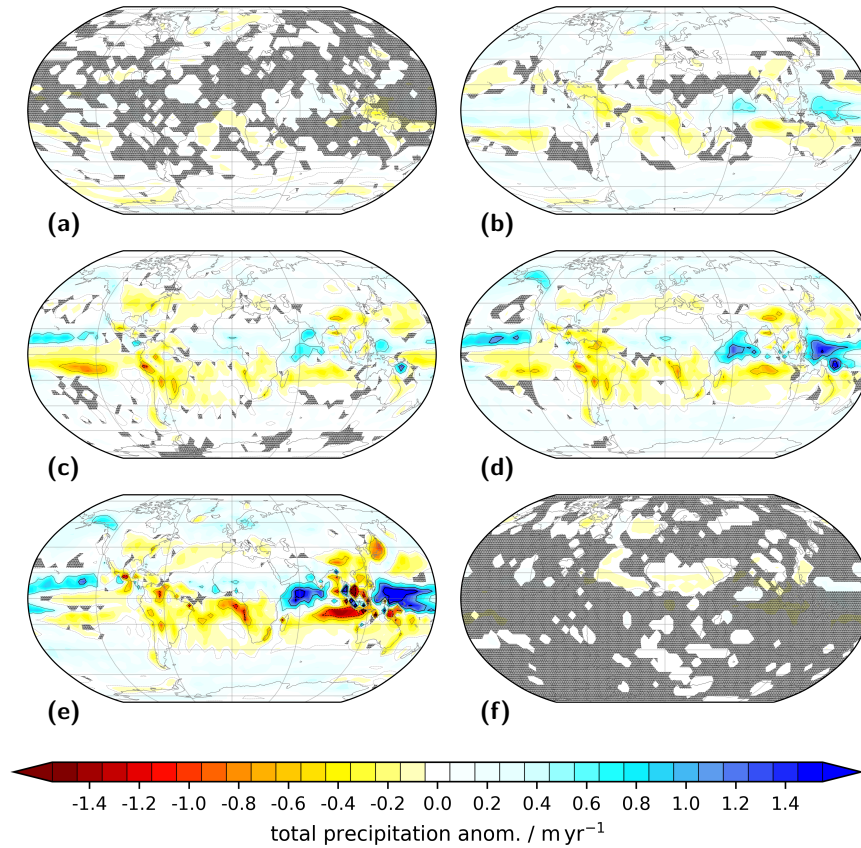 (a)
(b)
(c)
(d)
(e)
(f)
-1.4 -1.2 -1.0 -0.8 -0.6 -0.4 -0.2 0.0 0.2 0.4 0.6 0.8 1.0 1.2 1.4
total precipitation anom. / m yr⁻¹